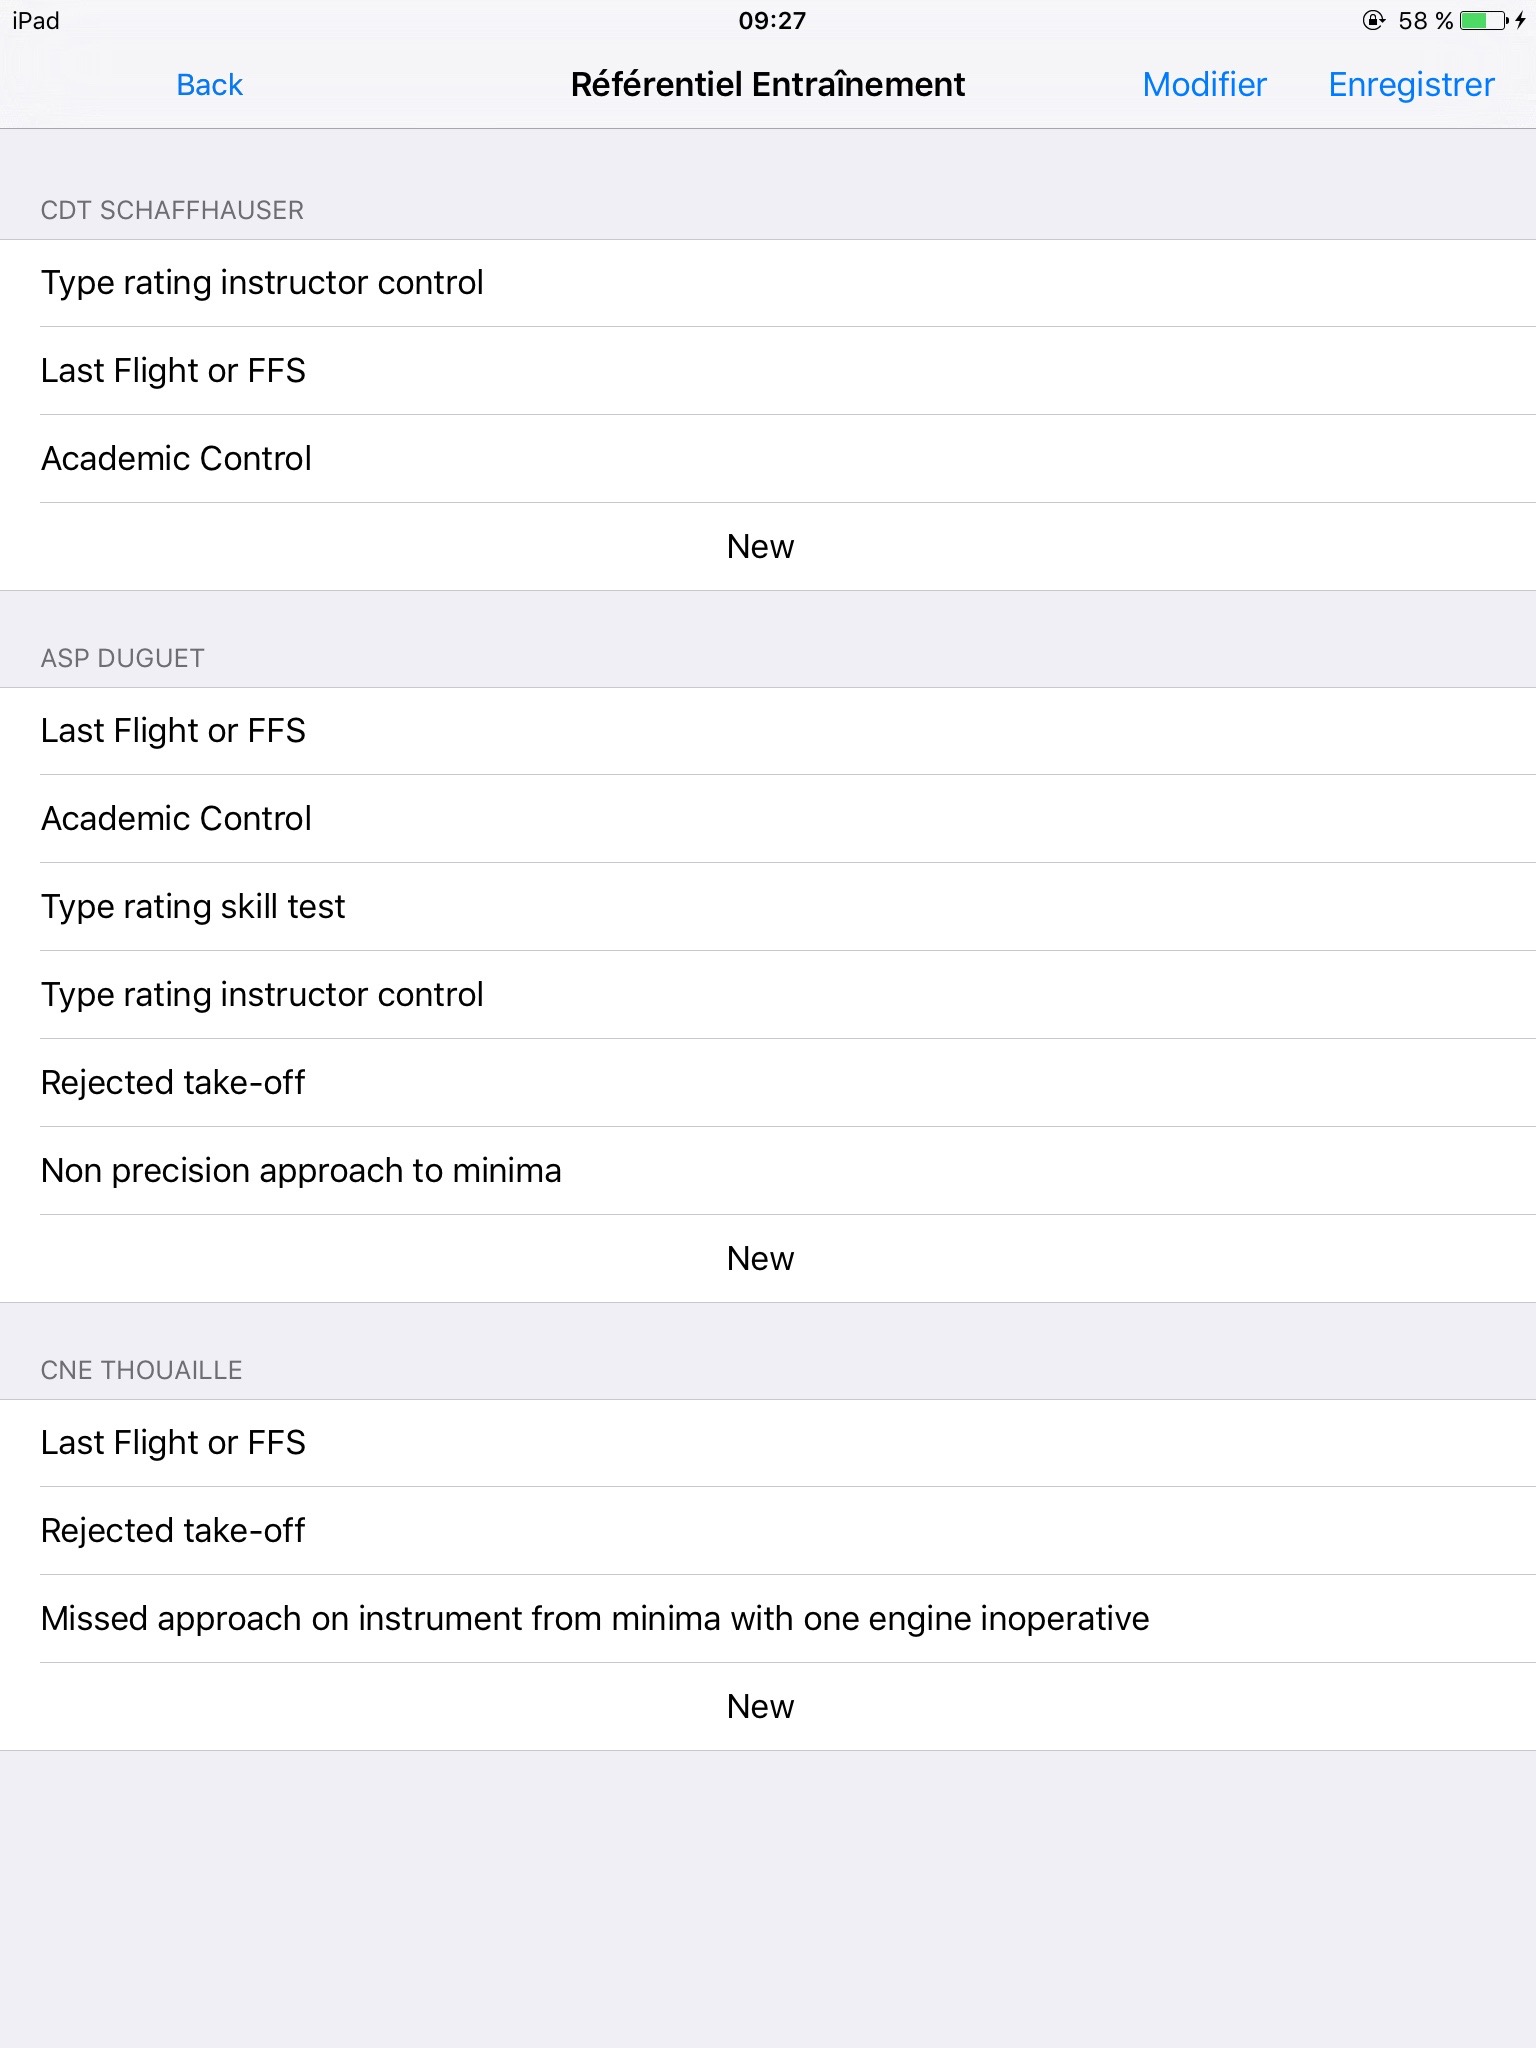 iPad
09:27
58 %
Back
Référentiel Entraînement
Modifier
Enregistrer
CDT SCHAFFHAUSER
Type rating instructor control
Last Flight or FFS
Academic Control
New
ASP DUGUET
Last Flight or FFS
Academic Control
Type rating skill test
Type rating instructor control
Rejected take-off
Non precision approach to minima
New
CNE THOUAILLE
Last Flight or FFS
Rejected take-off
Missed approach on instrument from minima with one engine inoperative
New